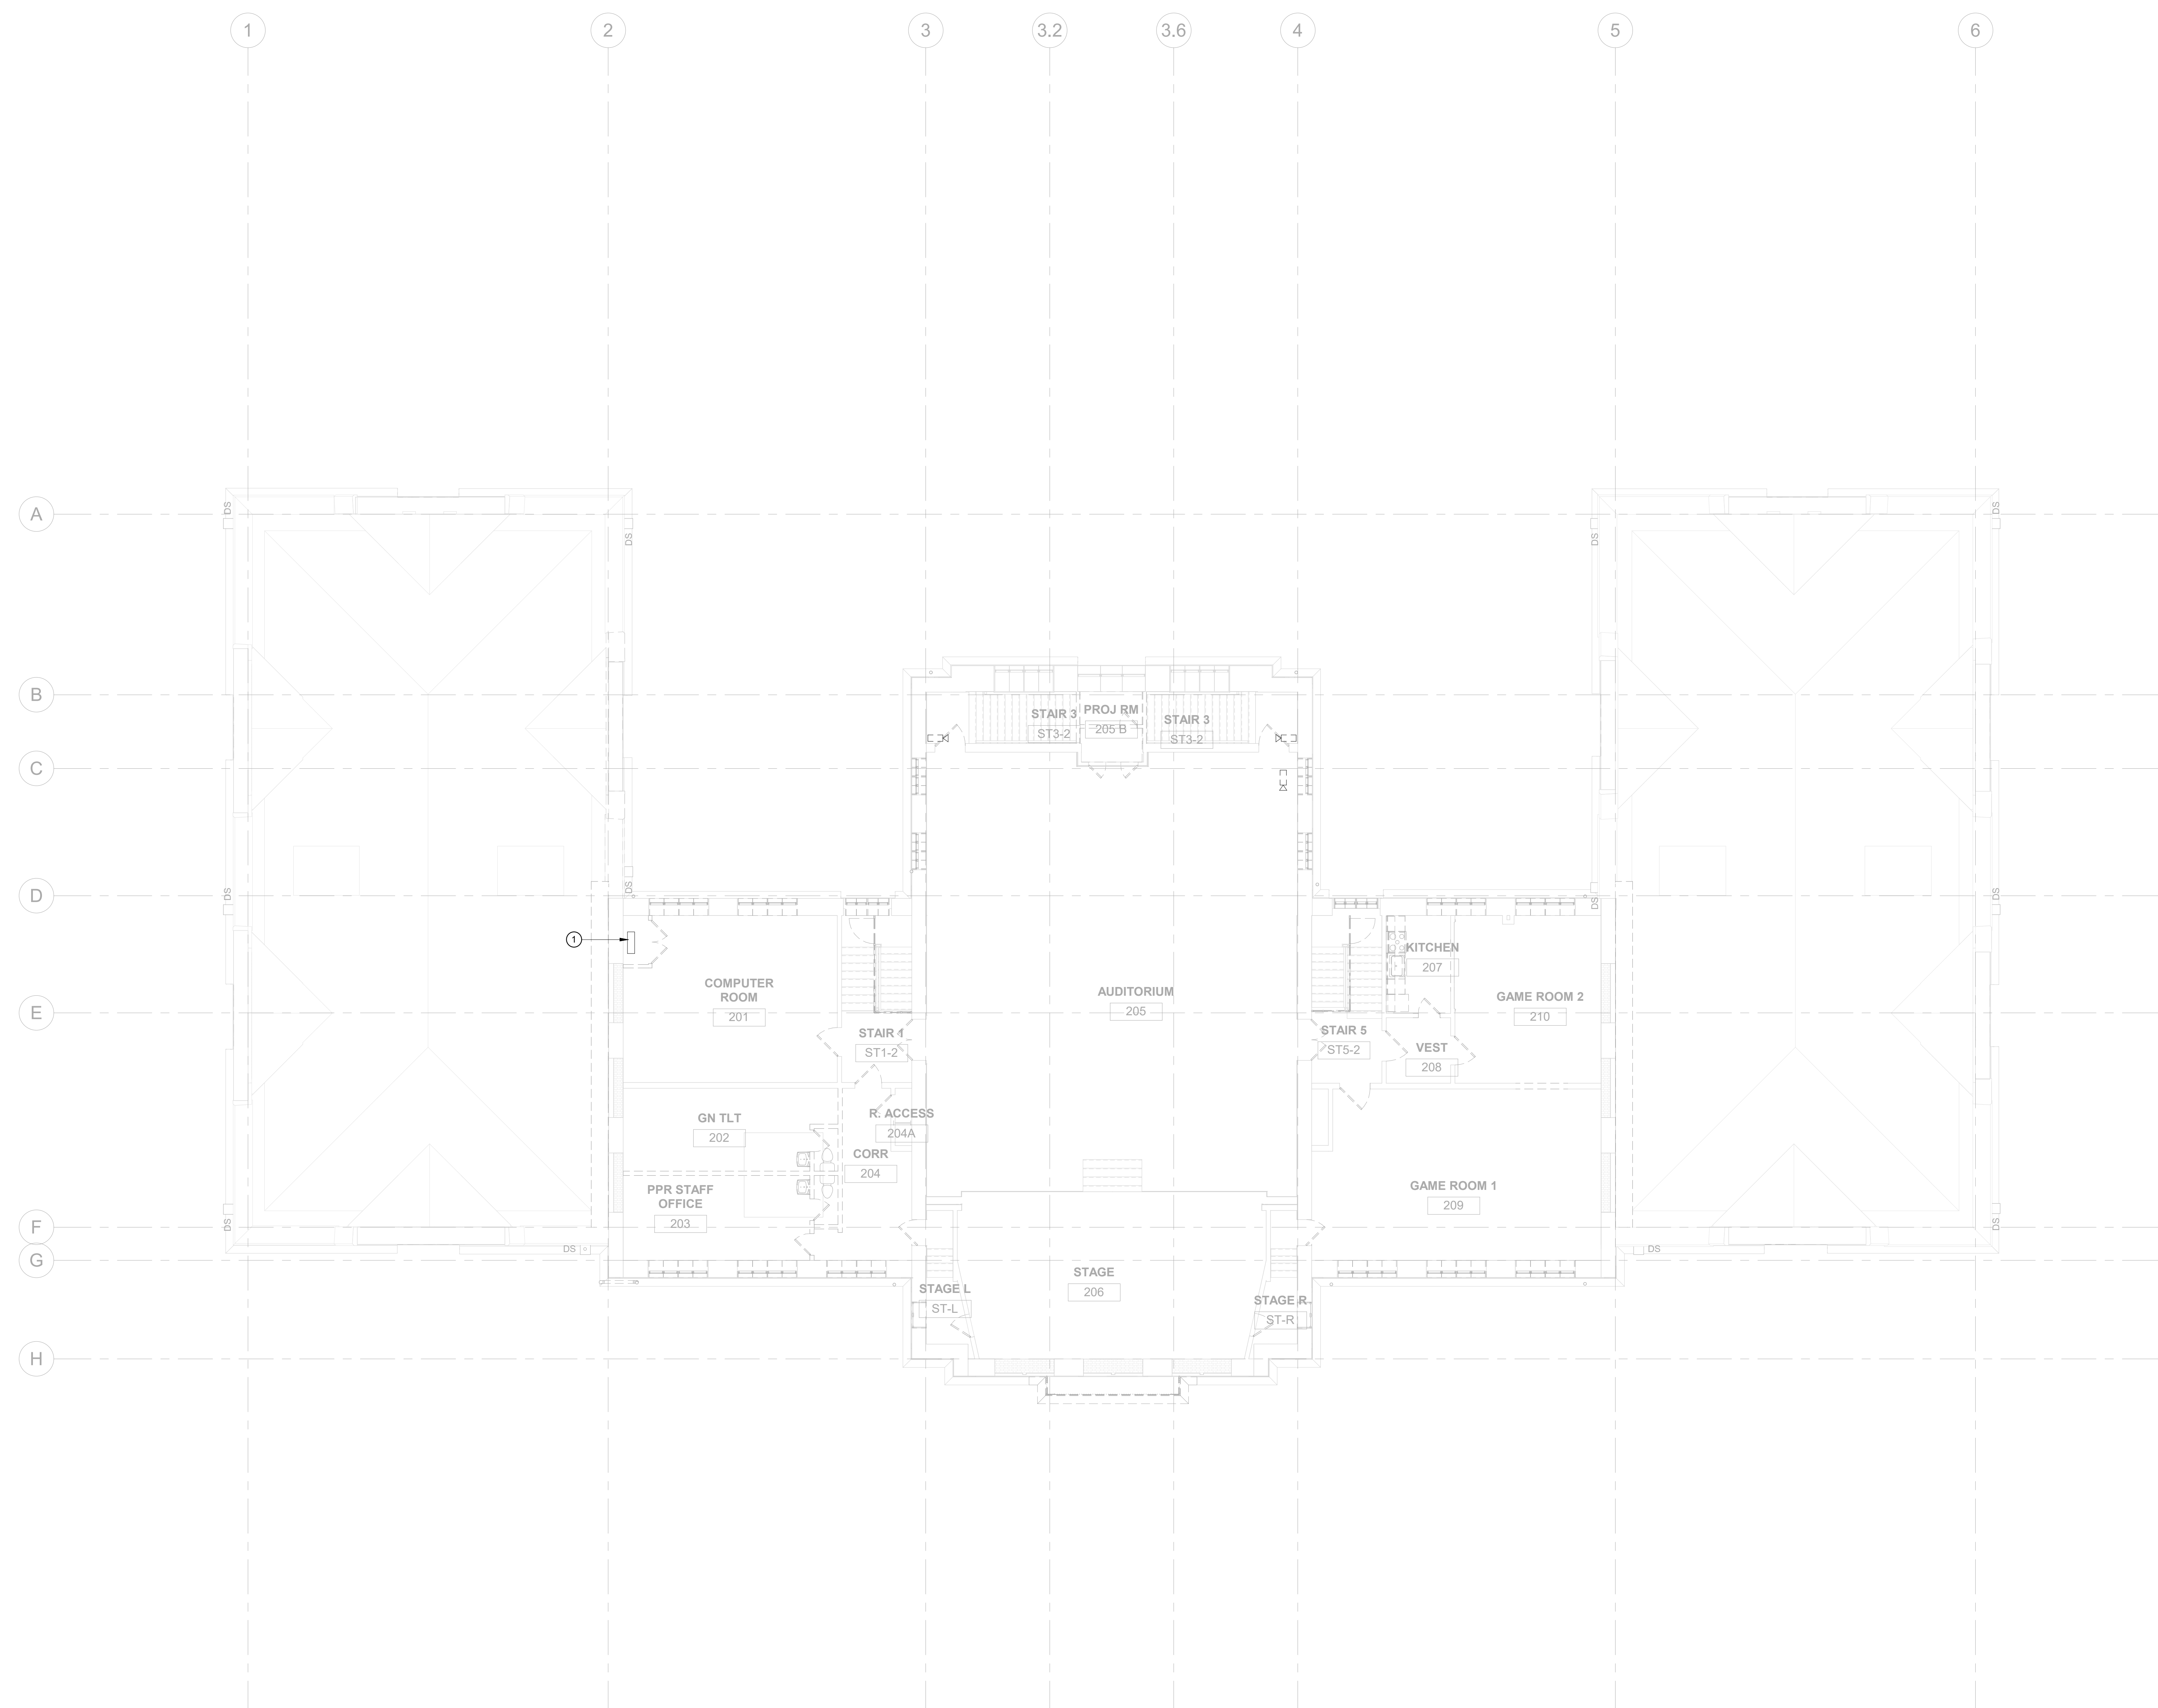 1
2
3
3.2
3.6
4
5
6
A
DS
DS
DS
DS
DS
DS
B
PROJ RM
205 B
STAIR 3
ST3-2
STAIR 3
ST3-2
C
D
DS
DS
DS
DS
1
KITCHEN
207
COMPUTER
ROOM
201
AUDITORIUM
205
GAME ROOM 2
210
E
STAIR 1
ST1-2
STAIR 5
ST5-2
VEST
208
GN TLT
202
R. ACCESS
204A
CORR
204
PPR STAFF
OFFICE
203
GAME ROOM 1
209
F
DS
DS
G
DS
DS
STAGE
206
STAGE L
ST-L
STAGE R
ST-R
H